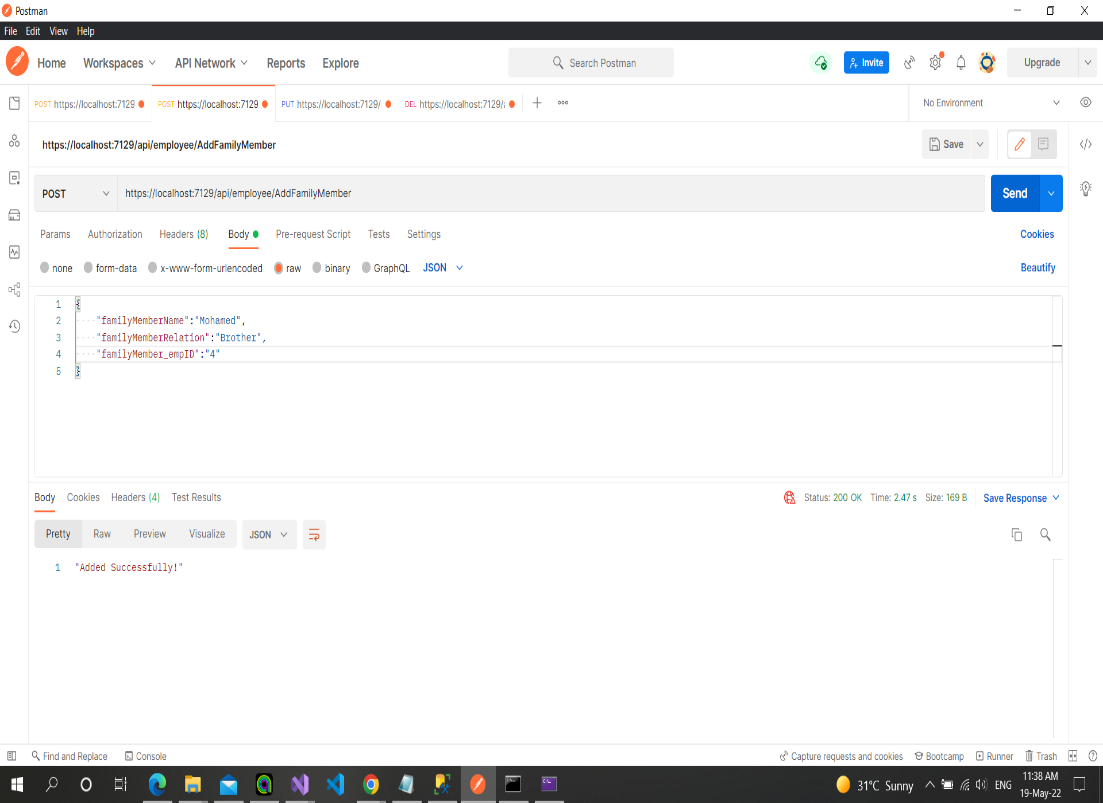 Postman
File Edit View Help
Home Workspaces API Network Reports Explore Search Postman Invite Upgrade
POST https://localhost:7129 POST https://localhost:7129 PUT https://localhost:7129/ DEL https://localhost:7129/ No Environment
https://localhost:7129/api/employee/AddFamilyMember Save
POST https://localhost:7129/api/employee/AddFamilyMember Send
Params Authorization Headers (8) Body Pre-request Script Tests Settings Cookies
none form-data x-www-form-urlencoded raw binary GraphQL JSON Beautify
1 {
2 "familyMemberName":"Mohamed",
3 "familyMemberRelation":"Brother",
4 "familyMember_empID":"4"
5 }
Body Cookies Headers (4) Test Results Status: 200 OK Time: 2.47 s Size: 169 B Save Response
Pretty Raw Preview Visualize JSON
1 "Added Successfully!"
Find and Replace Console Capture requests and cookies Bootcamp Runner Trash
31°C Sunny ENG 11:38 AM
19-May-22